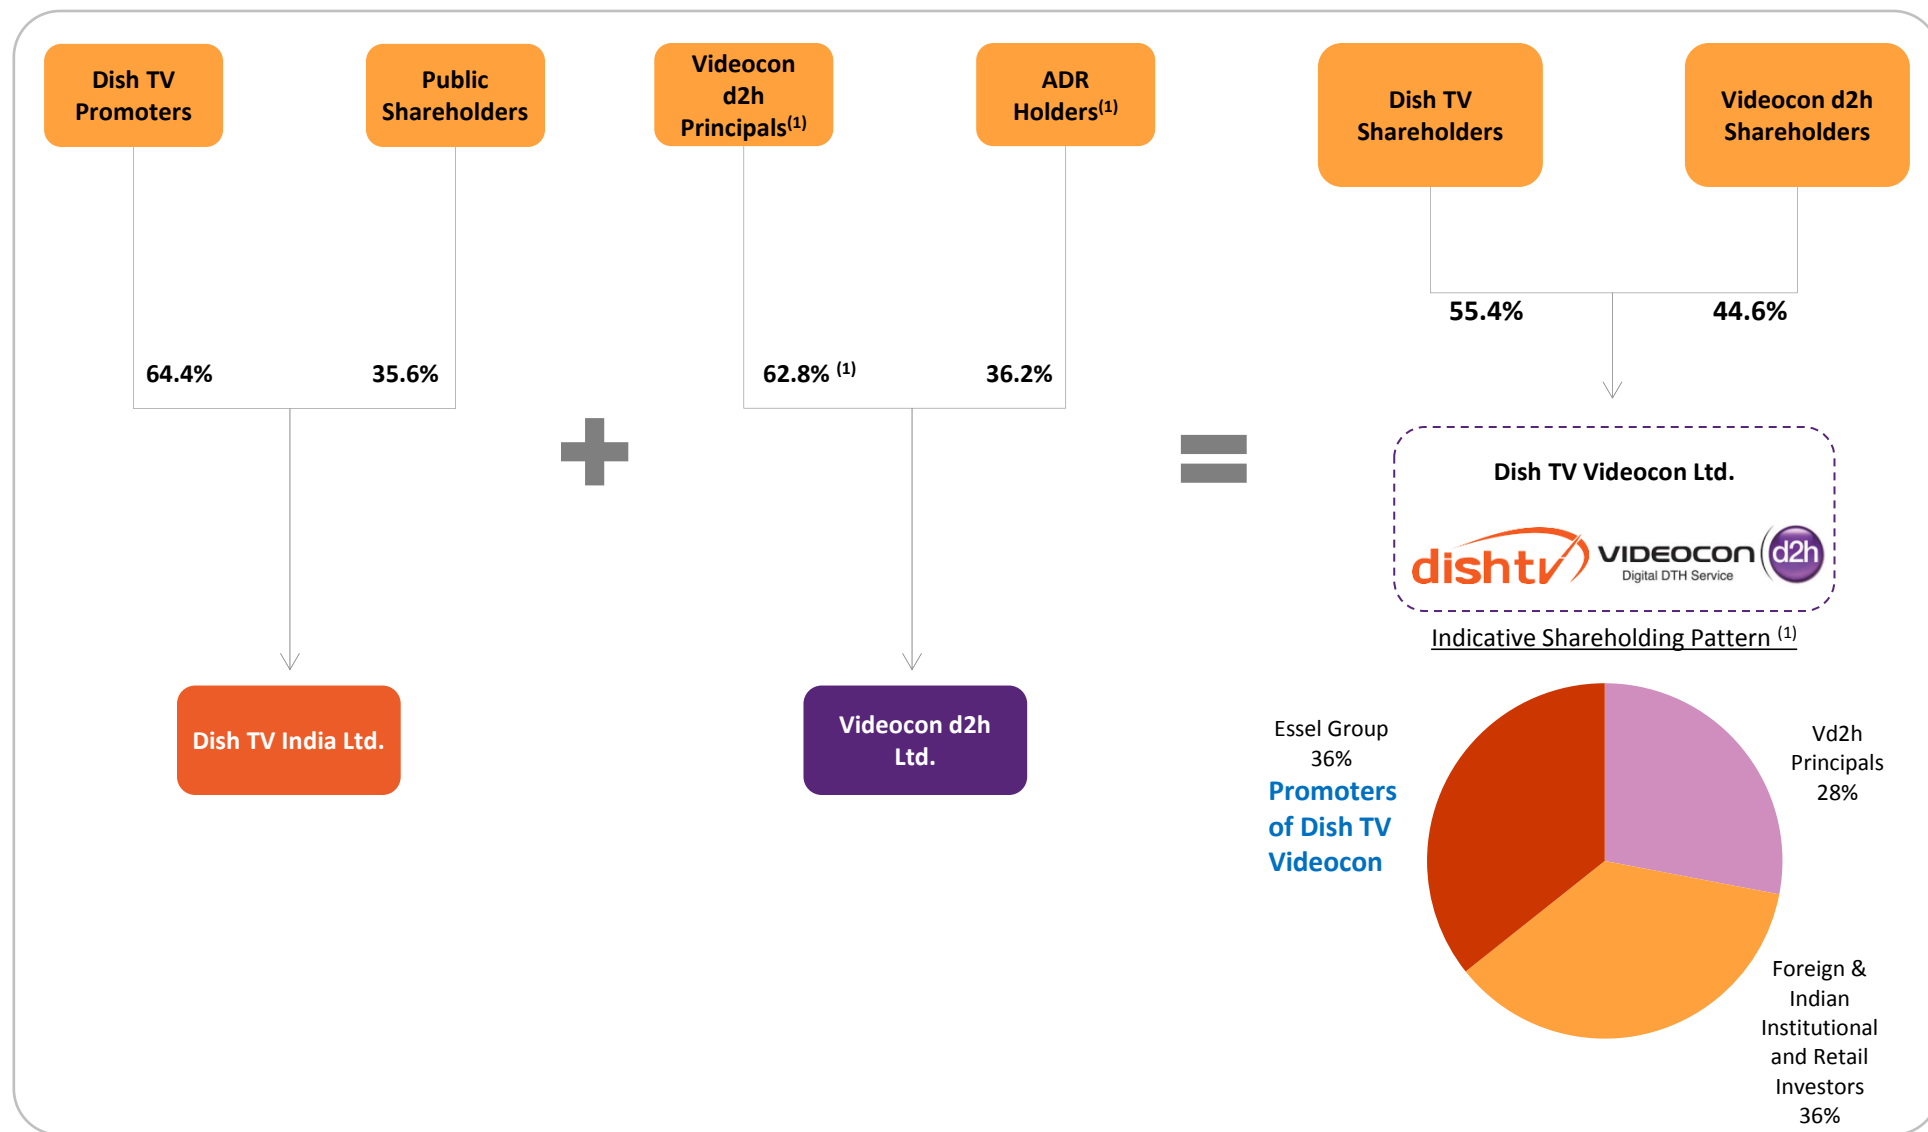 Dish TV
Promoters
Public
Shareholders
Videocon
d2h
Principals(1)
ADR
Holders(1)
Dish TV
Shareholders
Videocon d2h
Shareholders
64.4%
35.6%
62.8% (1)
36.2%
55.4%
44.6%
Dish TV India Ltd.
Videocon d2h
Ltd.
Dish TV Videocon Ltd.
dishtv
VIDEOCON
Digital DTH Service
d2h
Indicative Shareholding Pattern (1)
Essel Group
36%
Promoters
of Dish TV
Videocon
Vd2h
Principals
28%
Foreign &
Indian
Institutional
and Retail
Investors
36%